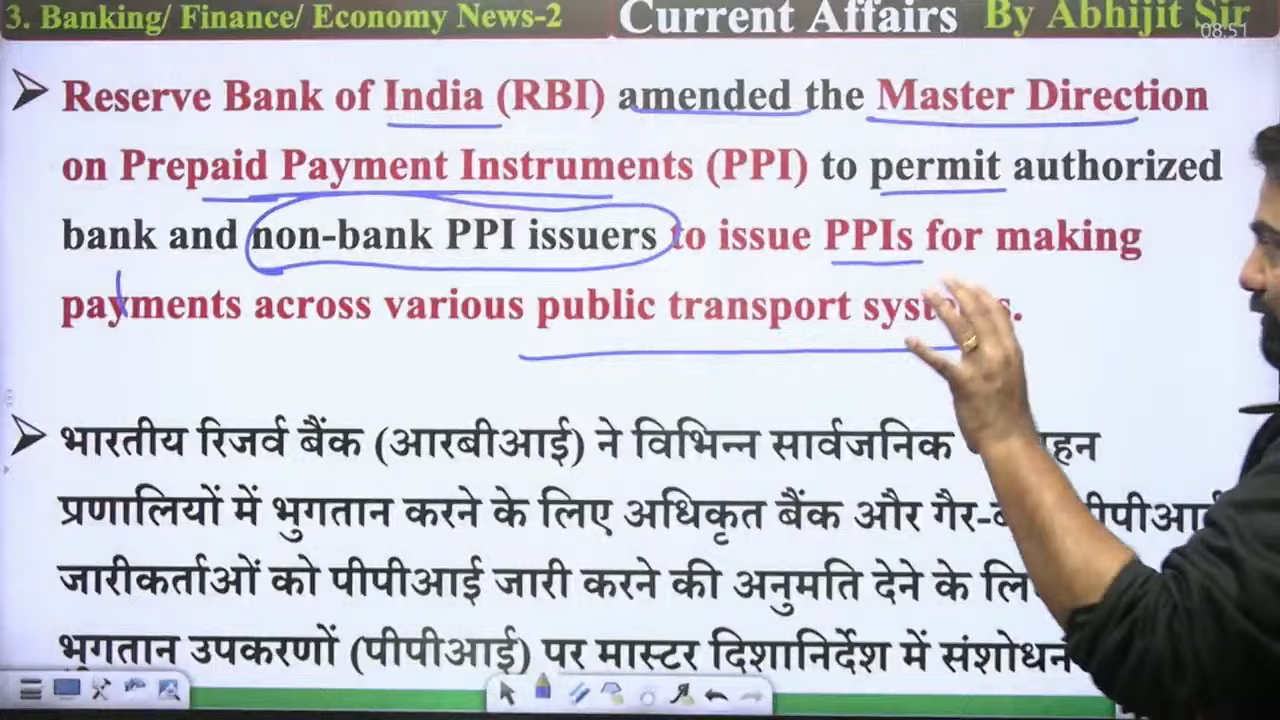 3. Banking/ Finance/ Economy News-2
Current Affairs By Abhijit Sir
08:51
Reserve Bank of India (RBI) amended the Master Direction
on Prepaid Payment Instruments (PPI) to permit authorized
bank and non-bank PPI issuers to issue PPIs for making
payments across various public transport
भारतीय रिजर्व बैंक (आरबीआई) ने विभिन्न सार्वजनिक
प्रणालियों में भुगतान करने के लिए अधिकृत बैंक और
जारीकर्ताओं को पीपीआई जारी करने की अनुमति देने के
भुगतान उपकरणों (पीपीआई) पर मास्टर दिशानिर्देश में संशोधन